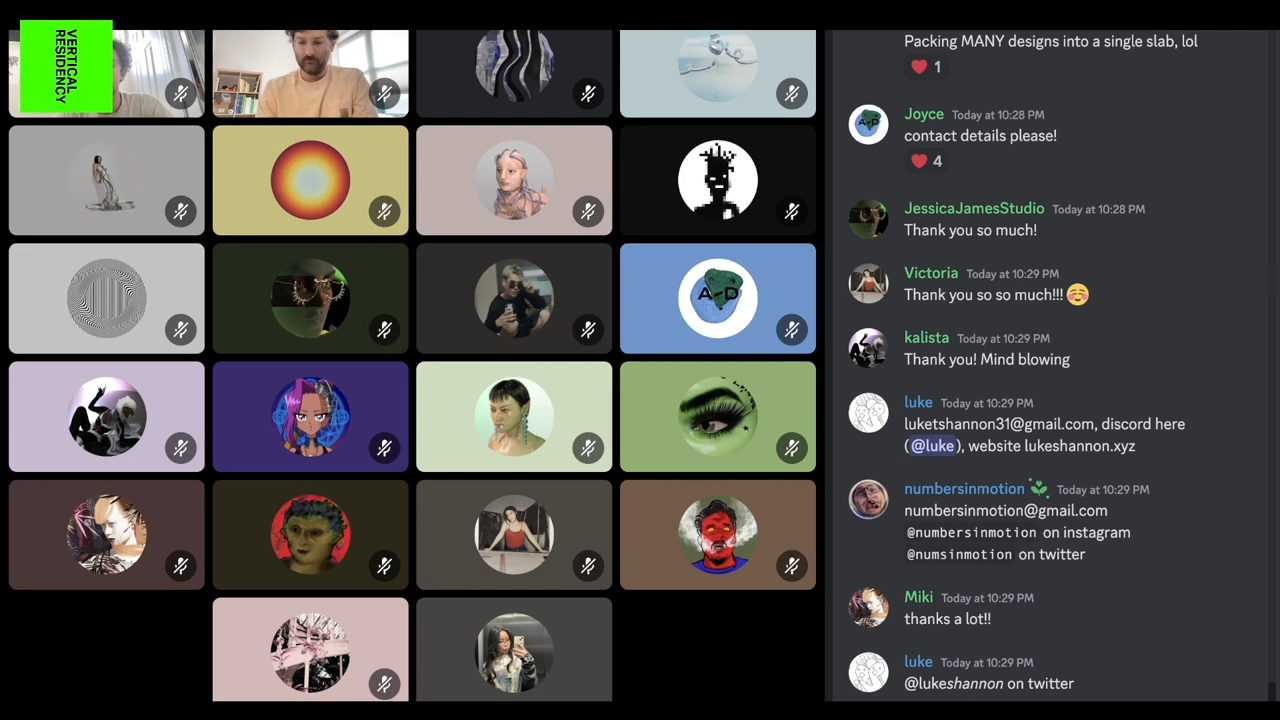 VERTICAL
RESIDENCY
Packing MANY designs into a single slab, lol
1
Joyce Today at 10:28 PM
contact details please!
4
JessicaJamesStudio Today at 10:28 PM
Thank you so much!
Victoria Today at 10:29 PM
Thank you so so much!!! ☺️
kalista Today at 10:29 PM
Thank you! Mind blowing
luke Today at 10:29 PM
luketshannon31@gmail.com, discord here
(@luke), website lukeshannon.xyz
numbersinmotion Today at 10:29 PM
numbersinmotion@gmail.com
@numbersinmotion on instagram
@numsinmotion on twitter
Miki Today at 10:29 PM
thanks a lot!!
luke Today at 10:29 PM
@lukeshannon on twitter
A D